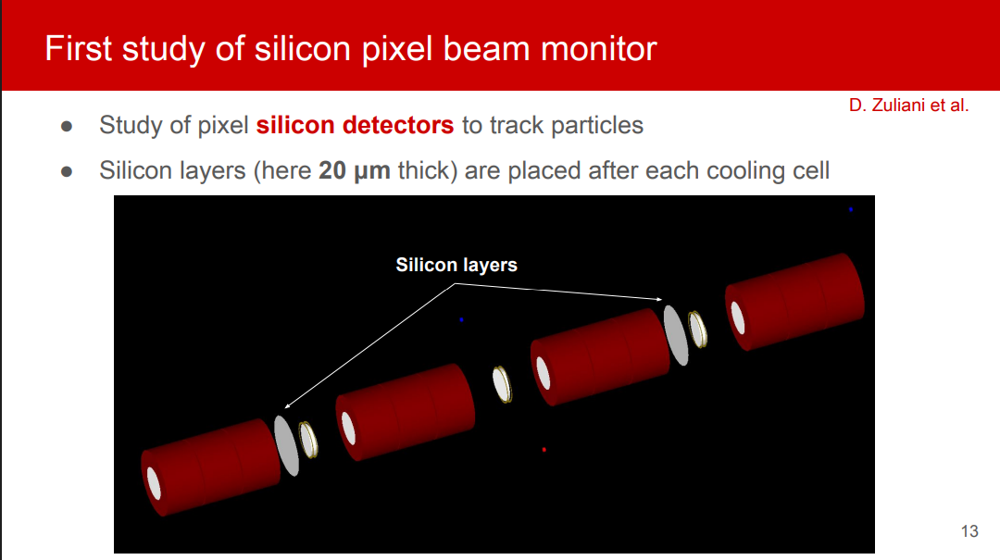 First study of silicon pixel beam monitor
D. Zuliani et al.
● Study of pixel silicon detectors to track particles
● Silicon layers (here 20 μm thick) are placed after each cooling cell
Silicon layers
13